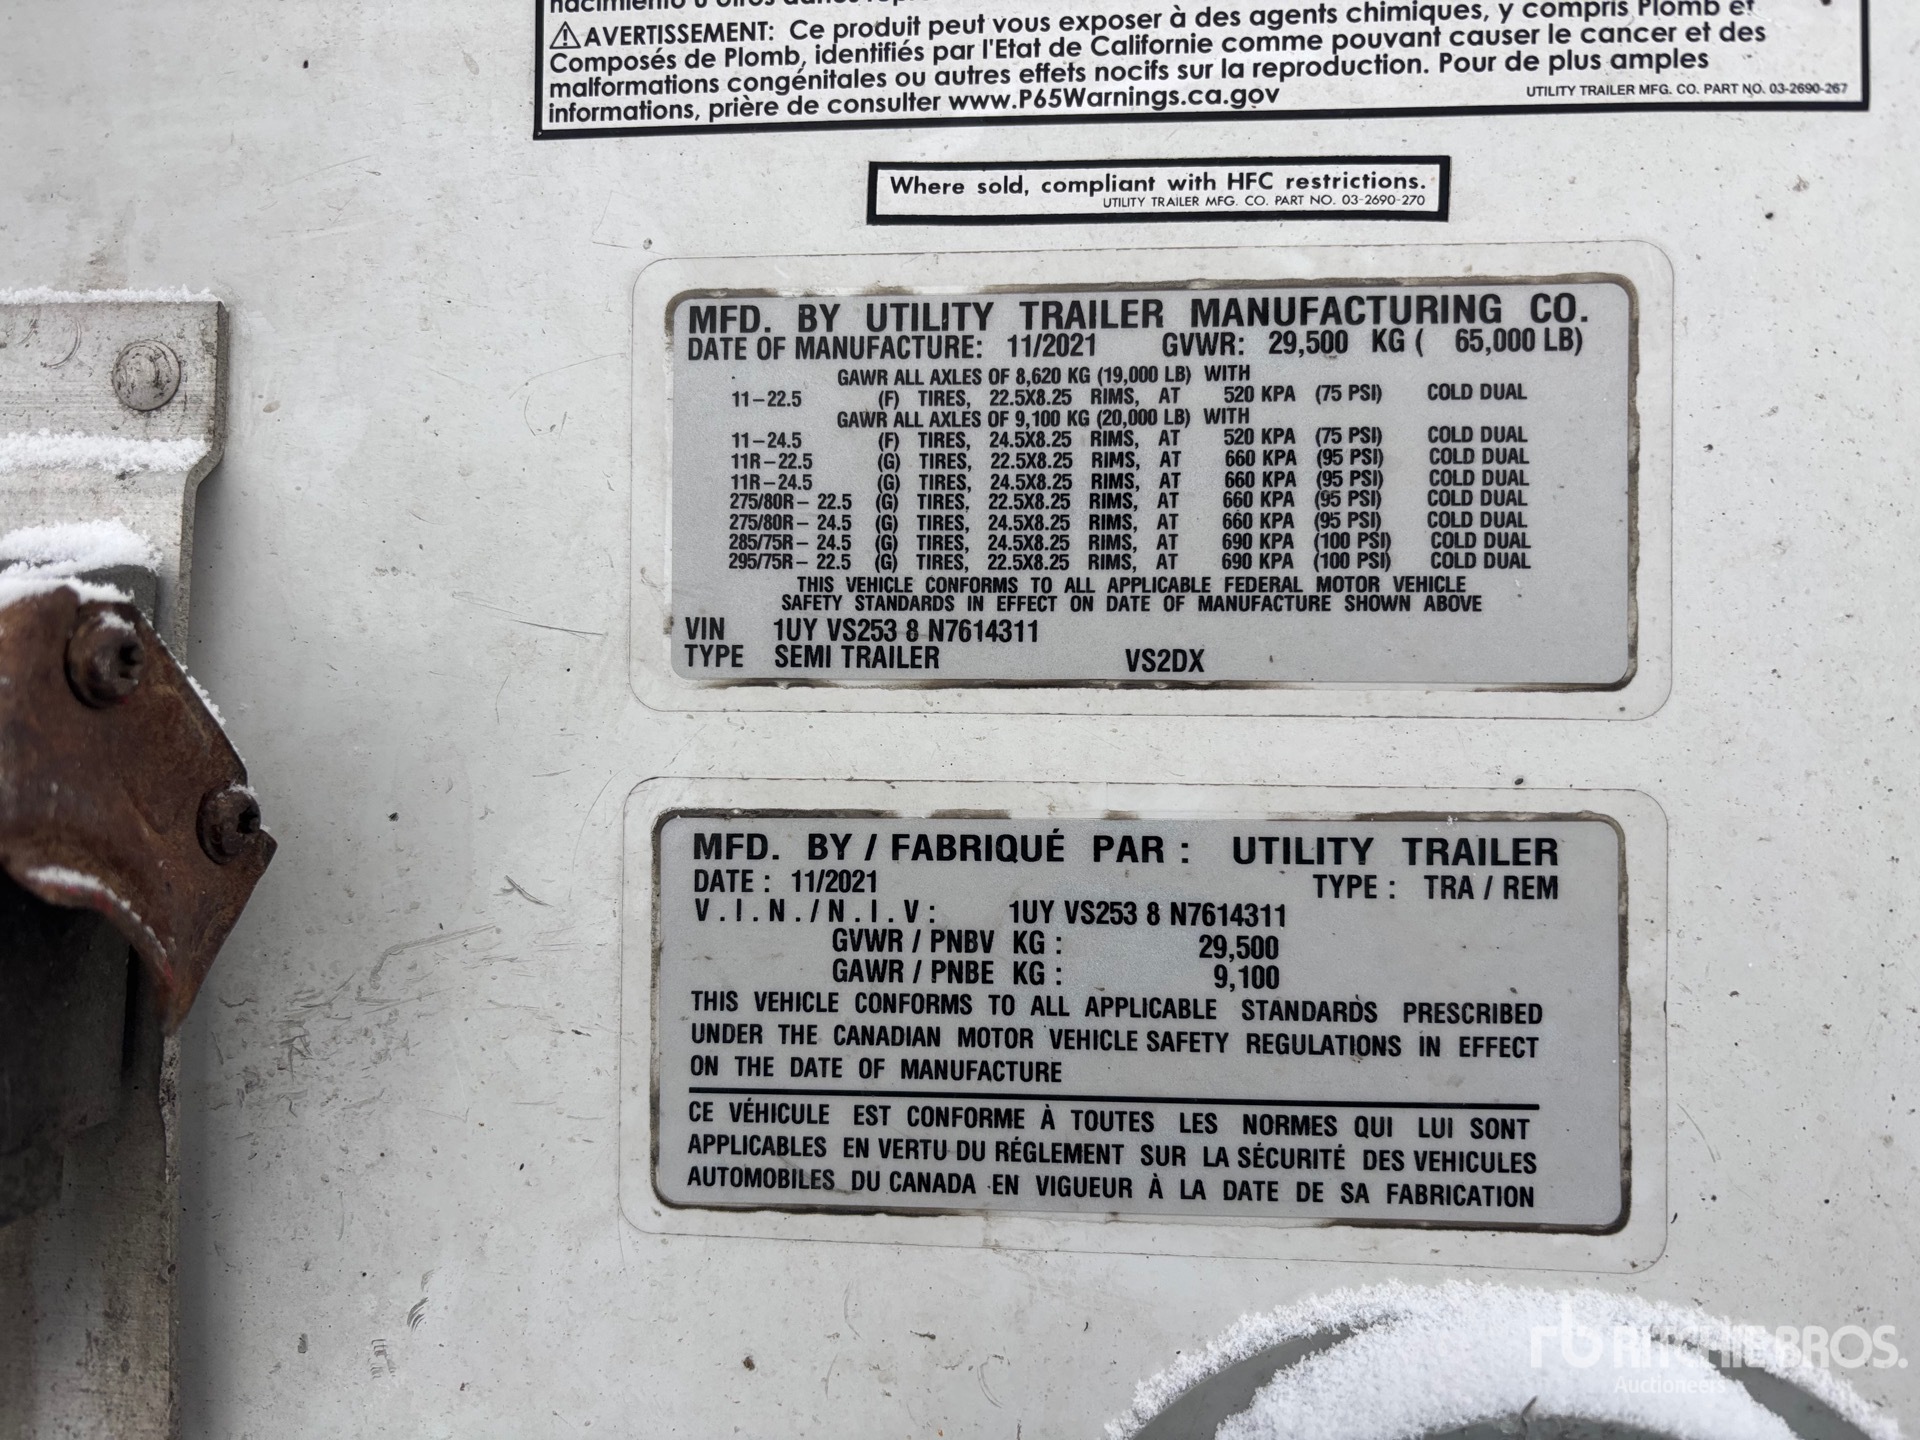 nacimiento u otros daños
⚠AVERTISSEMENT: Ce produit peut vous exposer à des agents chimiques, y compris Plomb et
Composés de Plomb, identifiés par l'Etat de Californie comme pouvant causer le cancer et des
malformations congénitales ou autres effets nocifs sur la reproduction. Pour de plus amples
informations, prière de consulter www.P65Warnings.ca.gov
UTILITY TRAILER MFG. CO. PART NO. 03-2690-267
Where sold, compliant with HFC restrictions.
UTILITY TRAILER MFG. CO. PART NO. 03-2690-270
MFD. BY UTILITY TRAILER MANUFACTURING CO.
DATE OF MANUFACTURE: 11/2021 GVWR: 29,500 KG ( 65,000 LB)
GAWR ALL AXLES OF 8,620 KG (19,000 LB) WITH
11-22.5 (F) TIRES, 22.5X8.25 RIMS, AT 520 KPA (75 PSI) COLD DUAL
GAWR ALL AXLES OF 9,100 KG (20,000 LB) WITH
11-24.5 (F) TIRES, 24.5X8.25 RIMS, AT 520 KPA (75 PSI) COLD DUAL
11R-22.5 (G) TIRES, 22.5X8.25 RIMS, AT 660 KPA (95 PSI) COLD DUAL
11R-24.5 (G) TIRES, 24.5X8.25 RIMS, AT 660 KPA (95 PSI) COLD DUAL
275/80R- 22.5 (G) TIRES, 22.5X8.25 RIMS, AT 660 KPA (95 PSI) COLD DUAL
275/80R- 24.5 (G) TIRES, 24.5X8.25 RIMS, AT 660 KPA (95 PSI) COLD DUAL
285/75R- 24.5 (G) TIRES, 24.5X8.25 RIMS, AT 690 KPA (100 PSI) COLD DUAL
295/75R- 22.5 (G) TIRES, 22.5X8.25 RIMS, AT 690 KPA (100 PSI) COLD DUAL
THIS VEHICLE CONFORMS TO ALL APPLICABLE FEDERAL MOTOR VEHICLE
SAFETY STANDARDS IN EFFECT ON DATE OF MANUFACTURE SHOWN ABOVE
VIN 1UY VS253 8 N7614311
TYPE SEMI TRAILER VS2DX
MFD. BY / FABRIQUÉ PAR : UTILITY TRAILER
DATE : 11/2021 TYPE : TRA / REM
V.I.N./N.I.V: 1UY VS253 8 N7614311
GVWR / PNBV KG : 29,500
GAWR / PNBE KG : 9,100
THIS VEHICLE CONFORMS TO ALL APPLICABLE STANDARDS PRESCRIBED
UNDER THE CANADIAN MOTOR VEHICLE SAFETY REGULATIONS IN EFFECT
ON THE DATE OF MANUFACTURE
CE VÉHICULE EST CONFORME À TOUTES LES NORMES QUI LUI SONT
APPLICABLES EN VERTU DU RÉGLEMENT SUR LA SÉCURITÉ DES VEHICULES
AUTOMOBILES DU CANADA EN VIGUEUR À LA DATE DE SA FABRICATION
rb RITCHIE BROS.
Auctioneers